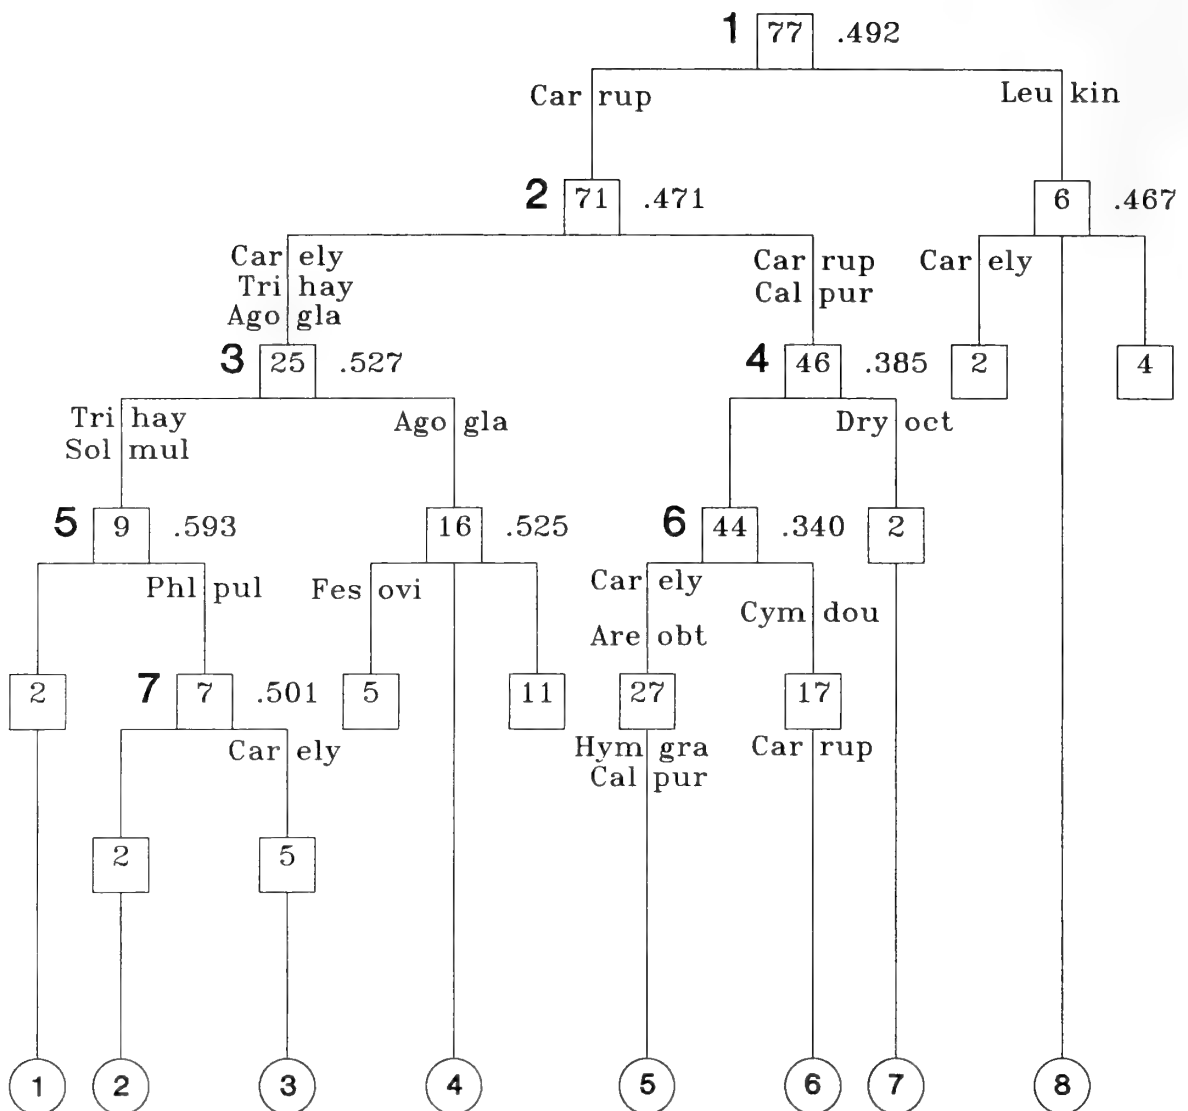 1 77 .492
Car rup Leu kin
2 71 .471 6 .467
Car ely Car rup Car ely
Tri hay Cal pur
Ago gla
3 25 .527 4 46 .385 2 4
Tri hay Ago gla Dry oct
Sol mul
5 9 .593 16 .525 6 44 .340 2
Phl pul Fes ovi Car ely
Cym dou
Are obt
2 7 7 .501 5 11 27 17
Car ely Hym gra Car rup
Cal pur
2 5
1 2 3 4 5 6 7 8